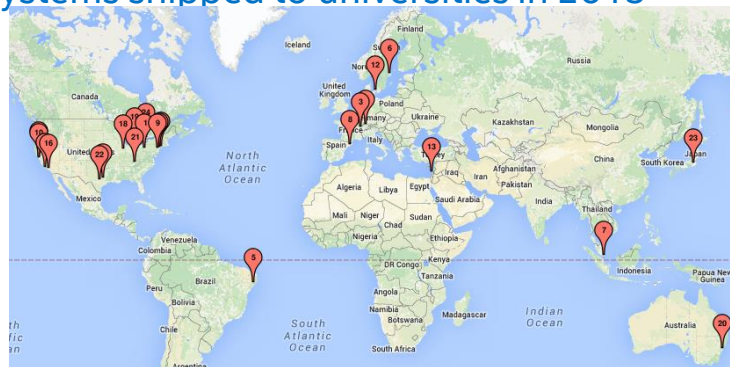 ystems shipped to universities in 2013
Finland
Iceland
6
Russia
12
Canada
United
Kingdom
3
Poland
24
18
1
9
8
Ukraine
Kazakhstan
Mongolia
16
21
Spain
Italy
13
23
22
North
Atlantic
Ocean
Iraq
Iran
Afghanistan
China
South Korea
Japan
Pakistan
Mexico
Algeria
Libya
Egypt
Saudi Arabia
India
Thailand
Mali
Niger
Chad
Sudan
7
Venezuela
Nigeria
Ethiopia
Colombia
5
DR Congo
Kenya
Indonesia
Papua New
Guinea
Tanzania
Peru
Brazil
Angola
Bolivia
Namibia
Botswana
Madagascar
Indian
Ocean
Australia
20
Chile
South
Atlantic
Ocean
South Africa
Argentina